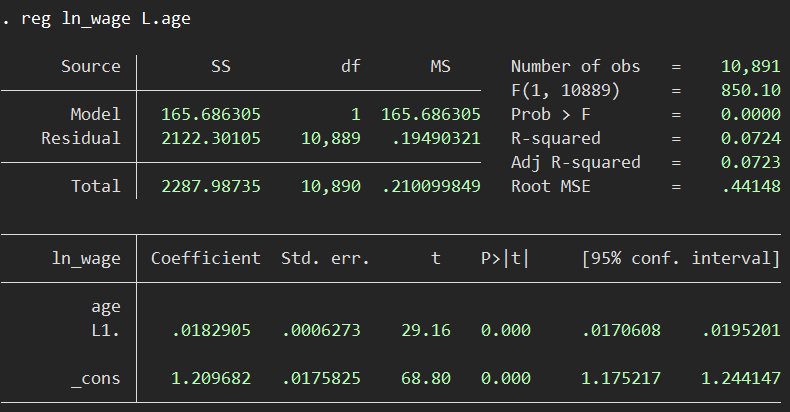 . reg ln_wage L.age
Source SS df MS Number of obs = 10,891
F(1, 10889) = 850.10
Model 165.686305 1 165.686305 Prob > F = 0.0000
Residual 2122.30105 10,889 .19490321 R-squared = 0.0724
Adj R-squared = 0.0723
Total 2287.98735 10,890 .210099849 Root MSE = .44148
ln_wage Coefficient Std. err. t P>|t| [95% conf. interval]
age
L1. .0182905 .0006273 29.16 0.000 .0170608 .0195201
_cons 1.209682 .0175825 68.80 0.000 1.175217 1.244147